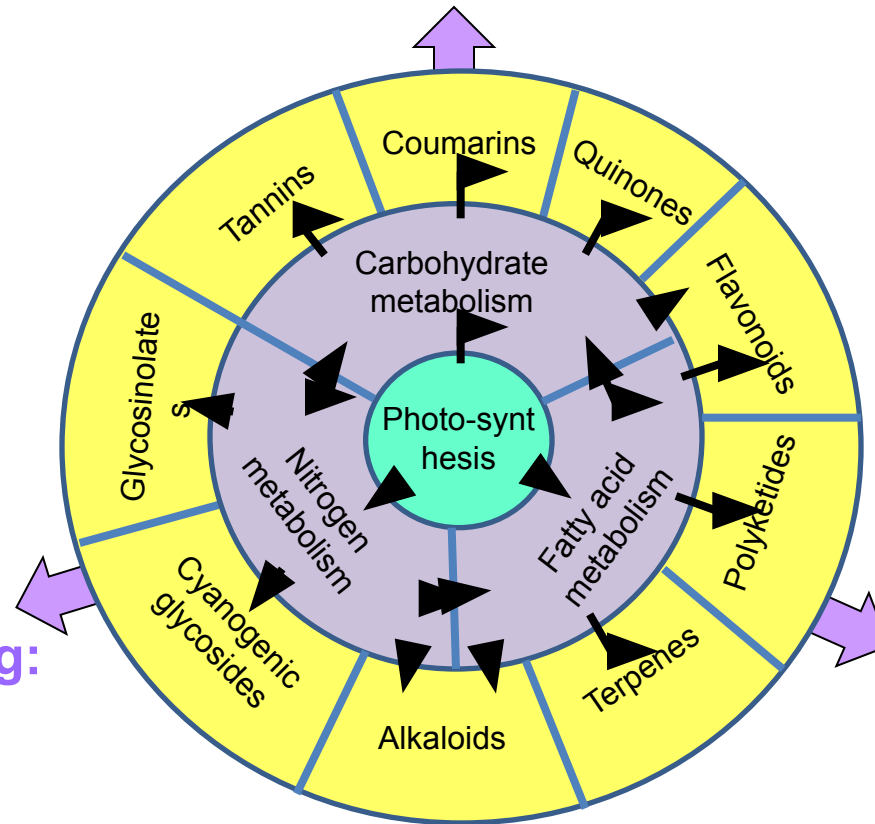 Coumarins
Quinones
Tannins
Flavonoids
Carbohydrate
metabolism
Glycosinolate
s
Photo-synt
hesis
Nitrogen
metabolism
Fatty acid
metabolism
Polyketides
Cyanogenic
glycosides
Terpenes
Alkaloids
g: